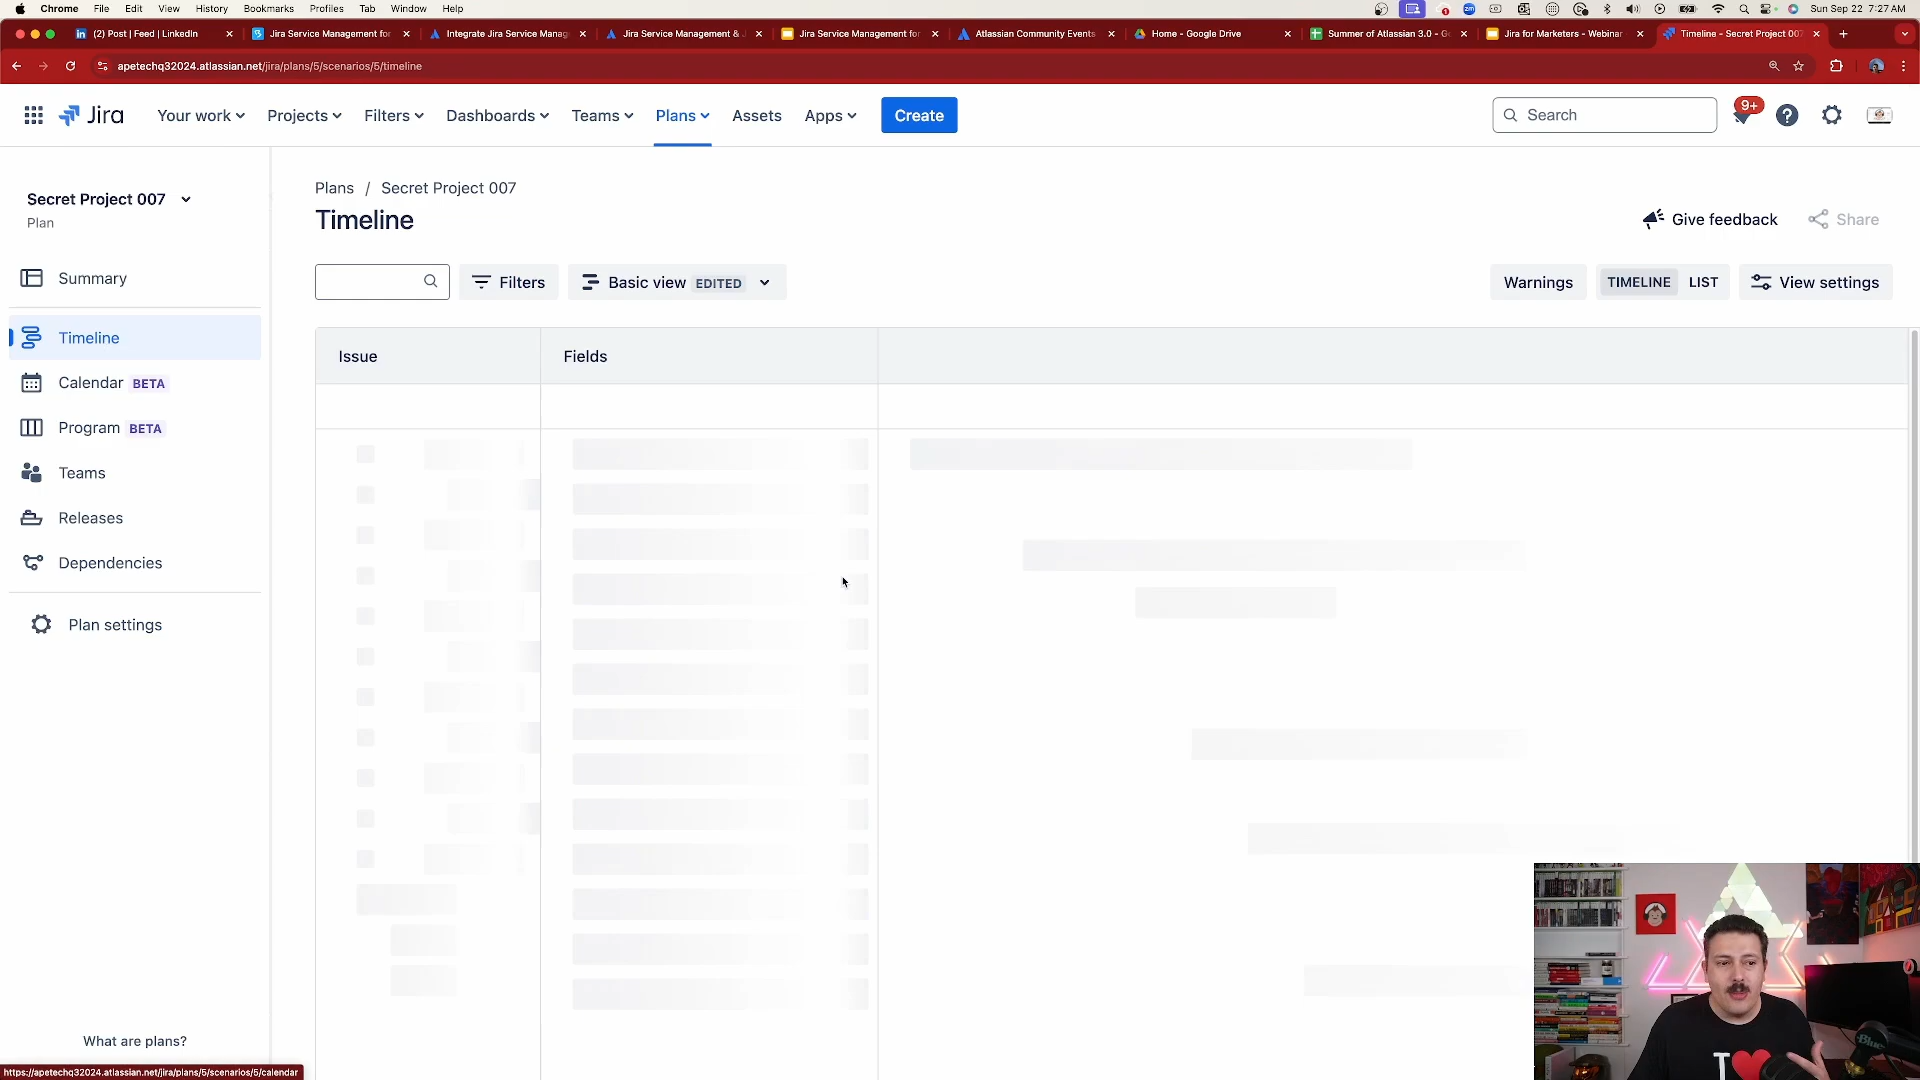 Chrome File Edit View History Bookmarks Profiles Tab Window Help
Sun Sep 22 7:27 AM
(2) Post | Feed | LinkedIn
Jira Service Management for
Integrate Jira Service Manag
Jira Service Management & J
Jira Service Management for
Atlassian Community Events
Home - Google Drive
Summer of Atlassian 3.0 - Go
Jira for Marketers - Webinar
Timeline - Secret Project 007
apetechq32024.atlassian.net/jira/plans/5/scenarios/5/timeline
Jira
Your work
Projects
Filters
Dashboards
Teams
Plans
Assets
Apps
Create
Search
9+
Secret Project 007
Plan
Summary
Timeline
Calendar BETA
Program BETA
Teams
Releases
Dependencies
Plan settings
What are plans?
Plans / Secret Project 007
Timeline
Give feedback
Share
Filters
Basic view EDITED
Warnings
TIMELINE
LIST
View settings
Issue
Fields
https://apetechq32024.atlassian.net/jira/plans/5/scenarios/5/calendar
Blue
I